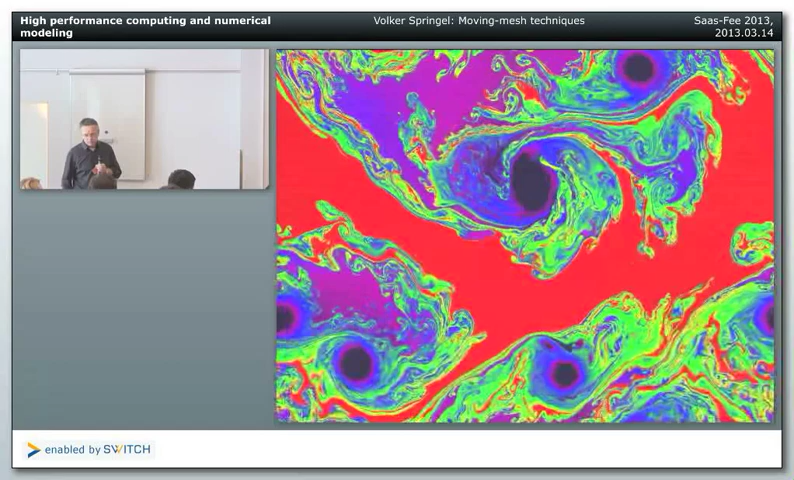 High performance computing and numerical
modeling
Volker Springel: Moving-mesh techniques
Saas-Fee 2013,
2013.03.14
enabled by SWITCH